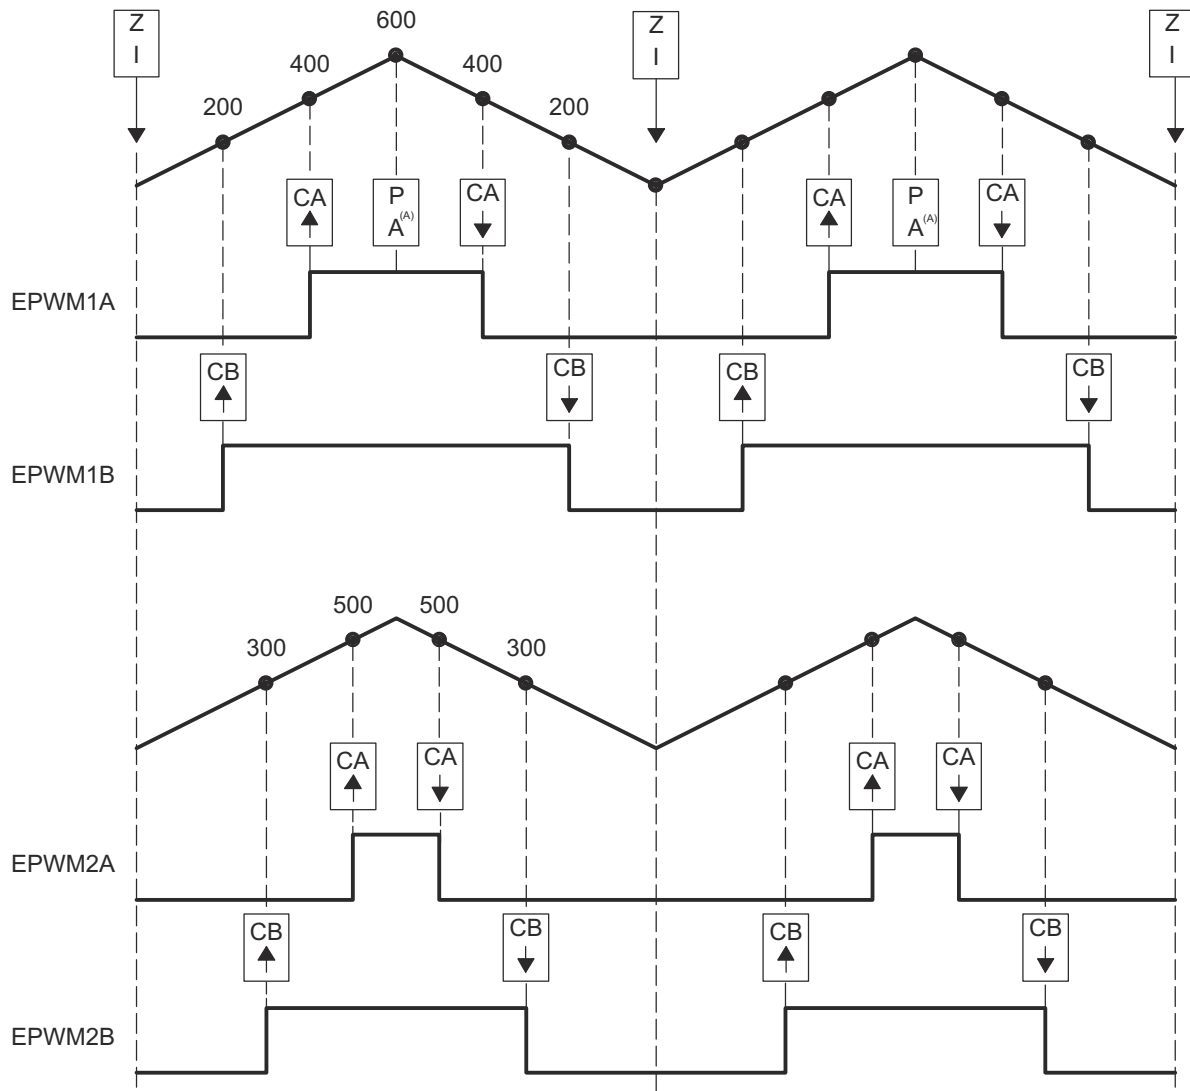 Z Z Z
I I I
600
400 400
200 200
CA P CA CA P CA
A(A) A(A)
EPWM1A
CB CB CB CB
EPWM1B
500 500
300 300
CA CA CA CA
EPWM2A
CB CB CB CB
EPWM2B